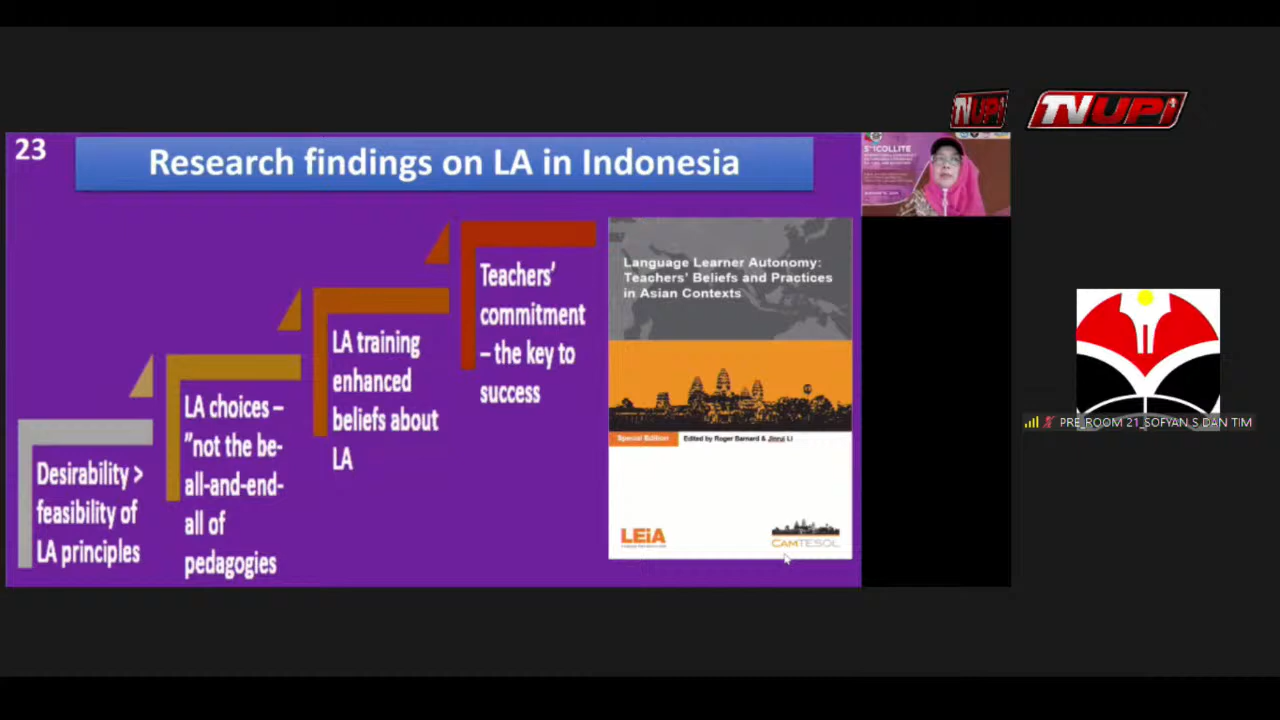 TVUPI
TVUPI
23
Research findings on LA in Indonesia
Desirability >
feasibility of
LA principles
LA choices –
”not the be-
all-and-end-
all of
pedagogies
LA training
enhanced
beliefs about
LA
Teachers’
commitment
– the key to
success
Language Learner Autonomy:
Teachers’ Beliefs and Practices
in Asian Contexts
Special Edition
Edited by Roger Barnard & Jinrui Li
LEiA
CAMTESOL
ICOLLITE
PRE_ROOM 21_SOFYAN S DAN TIM